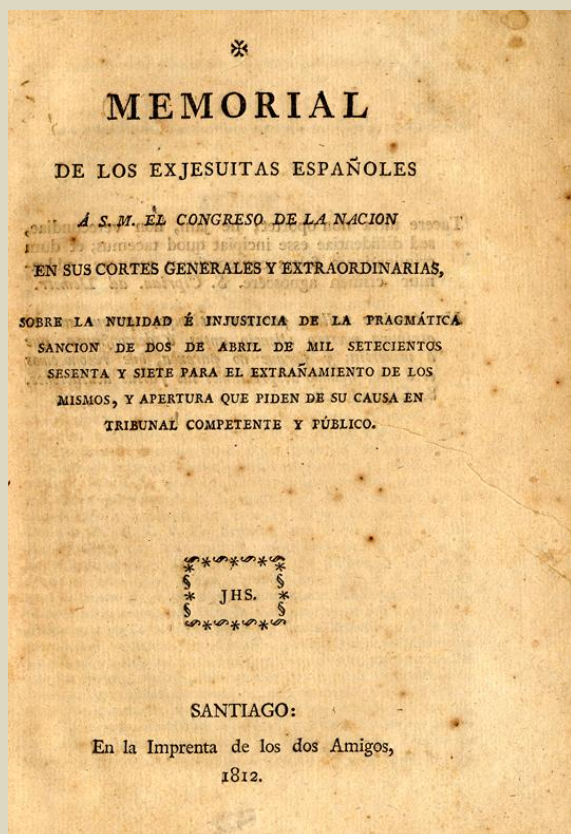 MEMORIAL
DE LOS EXJESUITAS ESPAÑOLES
Á S. M. EL CONGRESO DE LA NACION
EN SUS CORTES GENERALES Y EXTRAORDINARIAS,
SOBRE LA NULIDAD É INJUSTICIA DE LA PRAGMÁTICA
SANCION DE DOS DE ABRIL DE MIL SETECIENTOS
SESENTA Y SIETE PARA EL EXTRAÑAMIENTO DE LOS
MISMOS, Y APERTURA QUE PIDEN DE SU CAUSA EN
TRIBUNAL COMPETENTE Y PÚBLICO.
JHS.
SANTIAGO:
En la Imprenta de los dos Amigos,
1812.